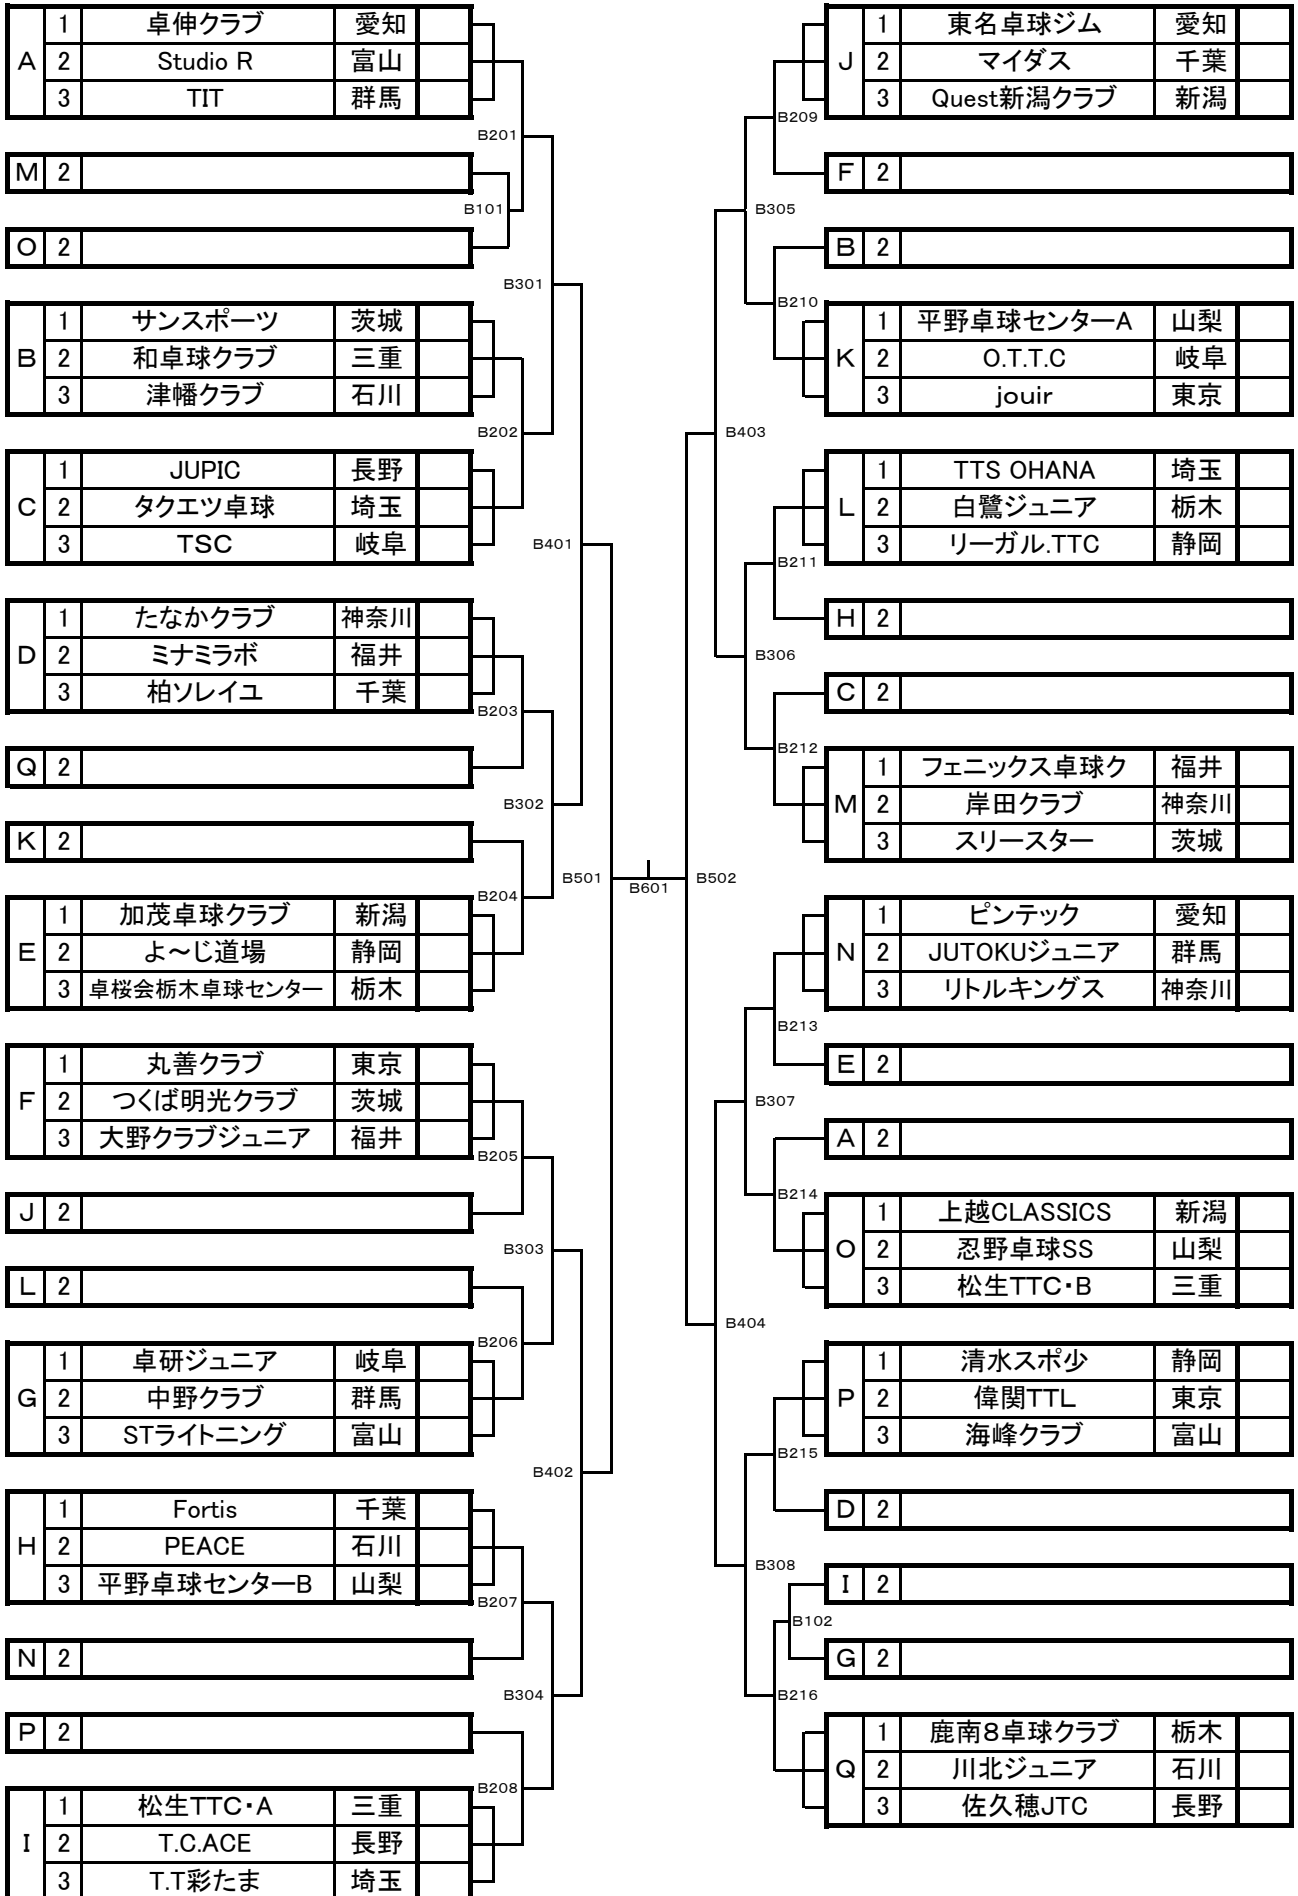 A
1 卓伸クラブ 愛知
2 Studio R 富山
3 TIT 群馬
B201
M 2
B101
O 2
B301
B
1 サンスポーツ 茨城
2 和卓球クラブ 三重
3 津幡クラブ 石川
B202
C
1 JUPIC 長野
2 タクエツ卓球 埼玉
3 TSC 岐阜
B401
D
1 たなかクラブ 神奈川
2 ミナミラボ 福井
3 柏ソレイユ 千葉
B203
Q 2
B302
K 2
B501
B204
E
1 加茂卓球クラブ 新潟
2 よ～じ道場 静岡
3 卓桜会栃木卓球センター 栃木
F
1 丸善クラブ 東京
2 つくば明光クラブ 茨城
3 大野クラブジュニア 福井
B205
J 2
B303
L 2
B206
G
1 卓研ジュニア 岐阜
2 中野クラブ 群馬
3 STライトニング 富山
B402
H
1 Fortis 千葉
2 PEACE 石川
3 平野卓球センターB 山梨
B207
N 2
B304
P 2
B208
I
1 松生TTC・A 三重
2 T.C.ACE 長野
3 T.T彩たま 埼玉
B601
J
1 東名卓球ジム 愛知
2 マイダス 千葉
3 Quest新潟クラブ 新潟
B209
F 2
B305
B 2
B210
K
1 平野卓球センターA 山梨
2 O.T.T.C 岐阜
3 jouir 東京
B403
L
1 TTS OHANA 埼玉
2 白鷺ジュニア 栃木
3 リーガル.TTC 静岡
B211
H 2
B306
C 2
B212
M
1 フェニックス卓球ク 福井
2 岸田クラブ 神奈川
3 スリースター 茨城
B502
N
1 ピンテック 愛知
2 JUTOKUジュニア 群馬
3 リトルキングス 神奈川
B213
E 2
B307
A 2
B214
O
1 上越CLASSICS 新潟
2 忍野卓球SS 山梨
3 松生TTC・B 三重
B404
P
1 清水スポ少 静岡
2 偉関TTL 東京
3 海峰クラブ 富山
B215
D 2
B308
I 2
B102
G 2
B216
Q
1 鹿南8卓球クラブ 栃木
2 川北ジュニア 石川
3 佐久穂JTC 長野